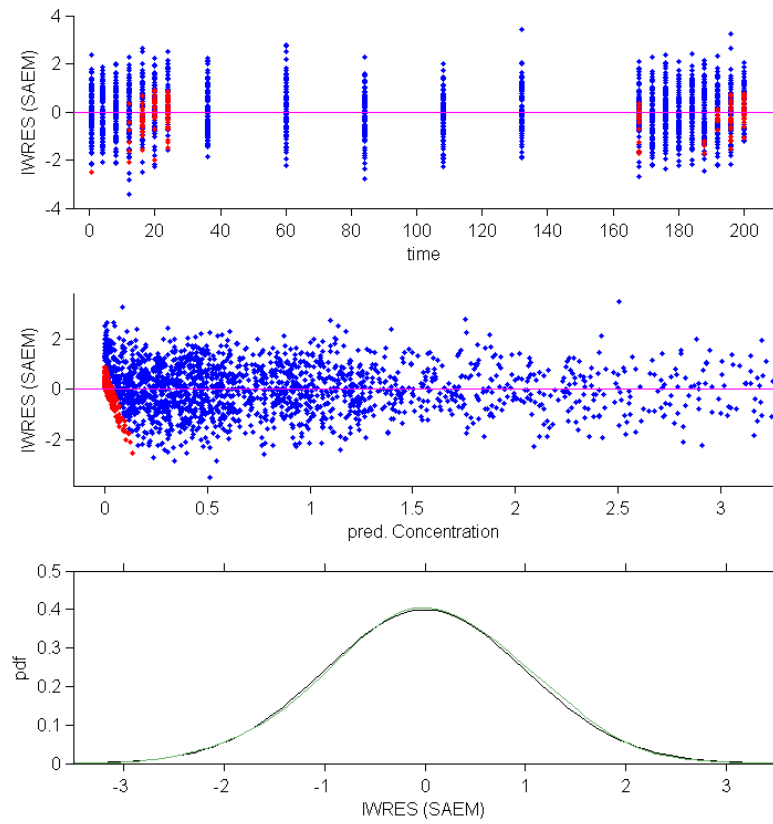 4
2
0
-2
-4
IWRES (SAEM)
0 20 40 60 80 100 120 140 160 180 200
time
2
0
-2
IWRES (SAEM)
0 0.5 1 1.5 2 2.5 3
pred. Concentration
0.5
0.4
0.3
0.2
0.1
0
pdf
-3 -2 -1 0 1 2 3
IWRES (SAEM)